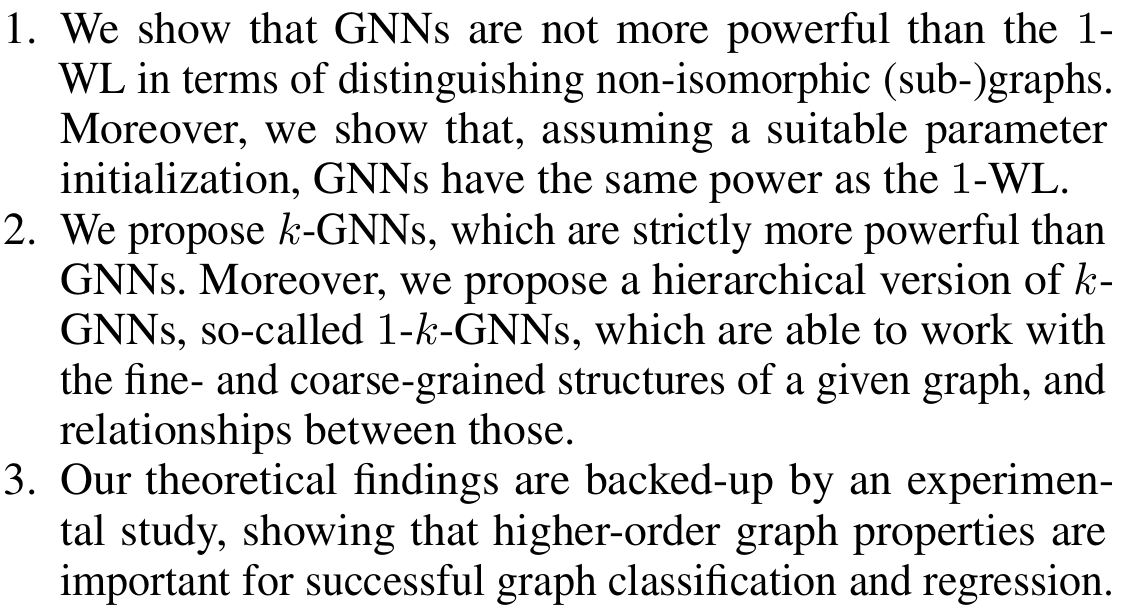 1. We show that GNNs are not more powerful than the 1-
WL in terms of distinguishing non-isomorphic (sub-)graphs.
Moreover, we show that, assuming a suitable parameter
initialization, GNNs have the same power as the 1-WL.
2. We propose k-GNNs, which are strictly more powerful than
GNNs. Moreover, we propose a hierarchical version of k-
GNNs, so-called 1-k-GNNs, which are able to work with
the fine- and coarse-grained structures of a given graph, and
relationships between those.
3. Our theoretical findings are backed-up by an experimen-
tal study, showing that higher-order graph properties are
important for successful graph classification and regression.